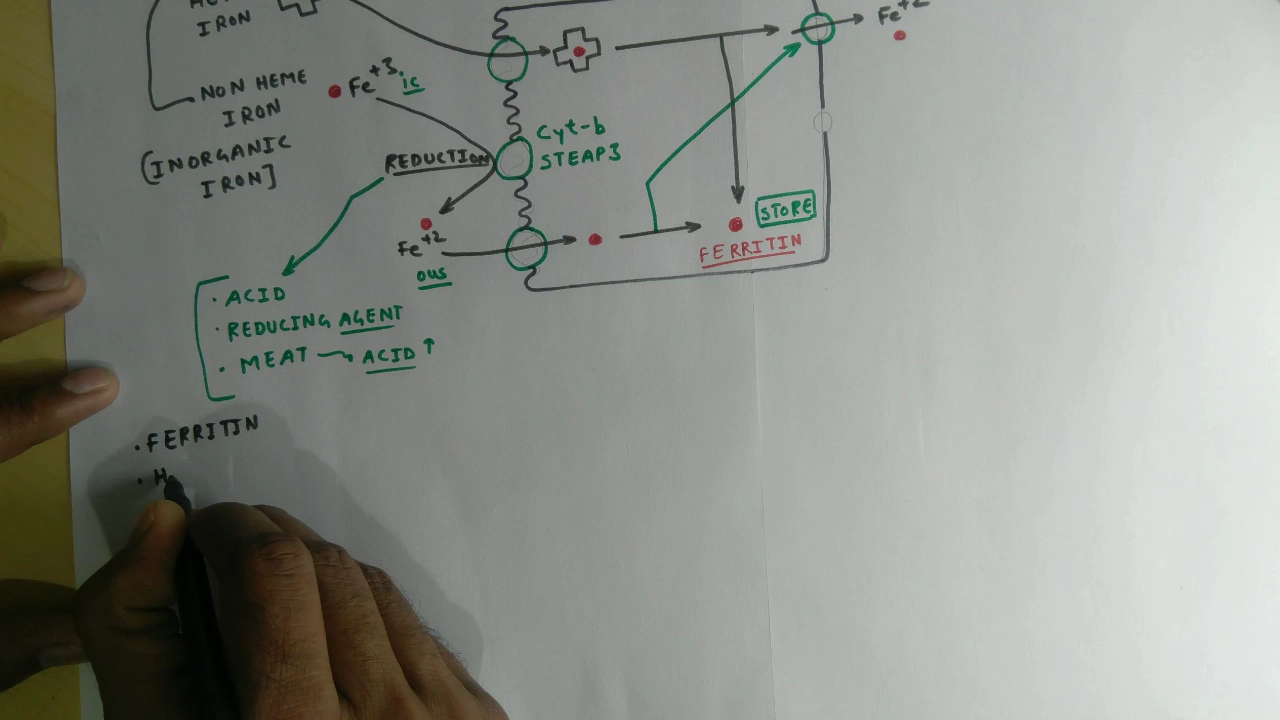 IRON
Fe+2
NON HEME
IRON
(INORGANIC
IRON]
Fe+3 ic
REDUCTION
Cyt-b
STEAP3
Fe+2
ous
STORE
FERRITIN
· ACID
· REDUCING AGENT
· MEAT → ACID ↑
· FERRITIN
· H